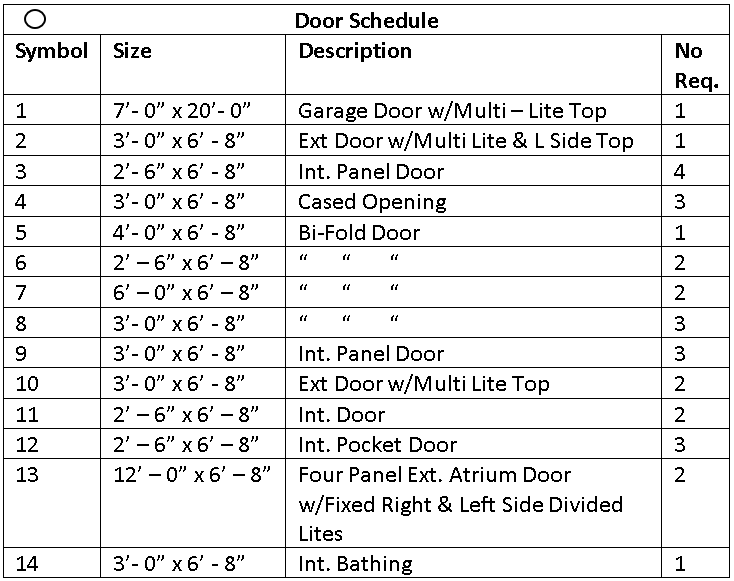 Door Schedule
Symbol Size Description No
Req.
1 7’- 0” x 20’- 0” Garage Door w/Multi – Lite Top 1
2 3’- 0” x 6’ - 8” Ext Door w/Multi Lite & L Side Top 1
3 2’- 6” x 6’ - 8” Int. Panel Door 4
4 3’- 0” x 6’ - 8” Cased Opening 3
5 4’- 0” x 6’ - 8” Bi-Fold Door 1
6 2’ – 6” x 6’ – 8” “ “ “ 2
7 6’ – 0” x 6’ – 8” “ “ “ 2
8 3’- 0” x 6’ - 8” “ “ “ 3
9 3’- 0” x 6’ - 8” Int. Panel Door 3
10 3’- 0” x 6’ - 8” Ext Door w/Multi Lite Top 2
11 2’ – 6” x 6’ – 8” Int. Door 2
12 2’ – 6” x 6’ – 8” Int. Pocket Door 3
13 12’ – 0” x 6’ – 8” Four Panel Ext. Atrium Door 2
w/Fixed Right & Left Side Divided
Lites
14 3’- 0” x 6’ - 8” Int. Bathing 1